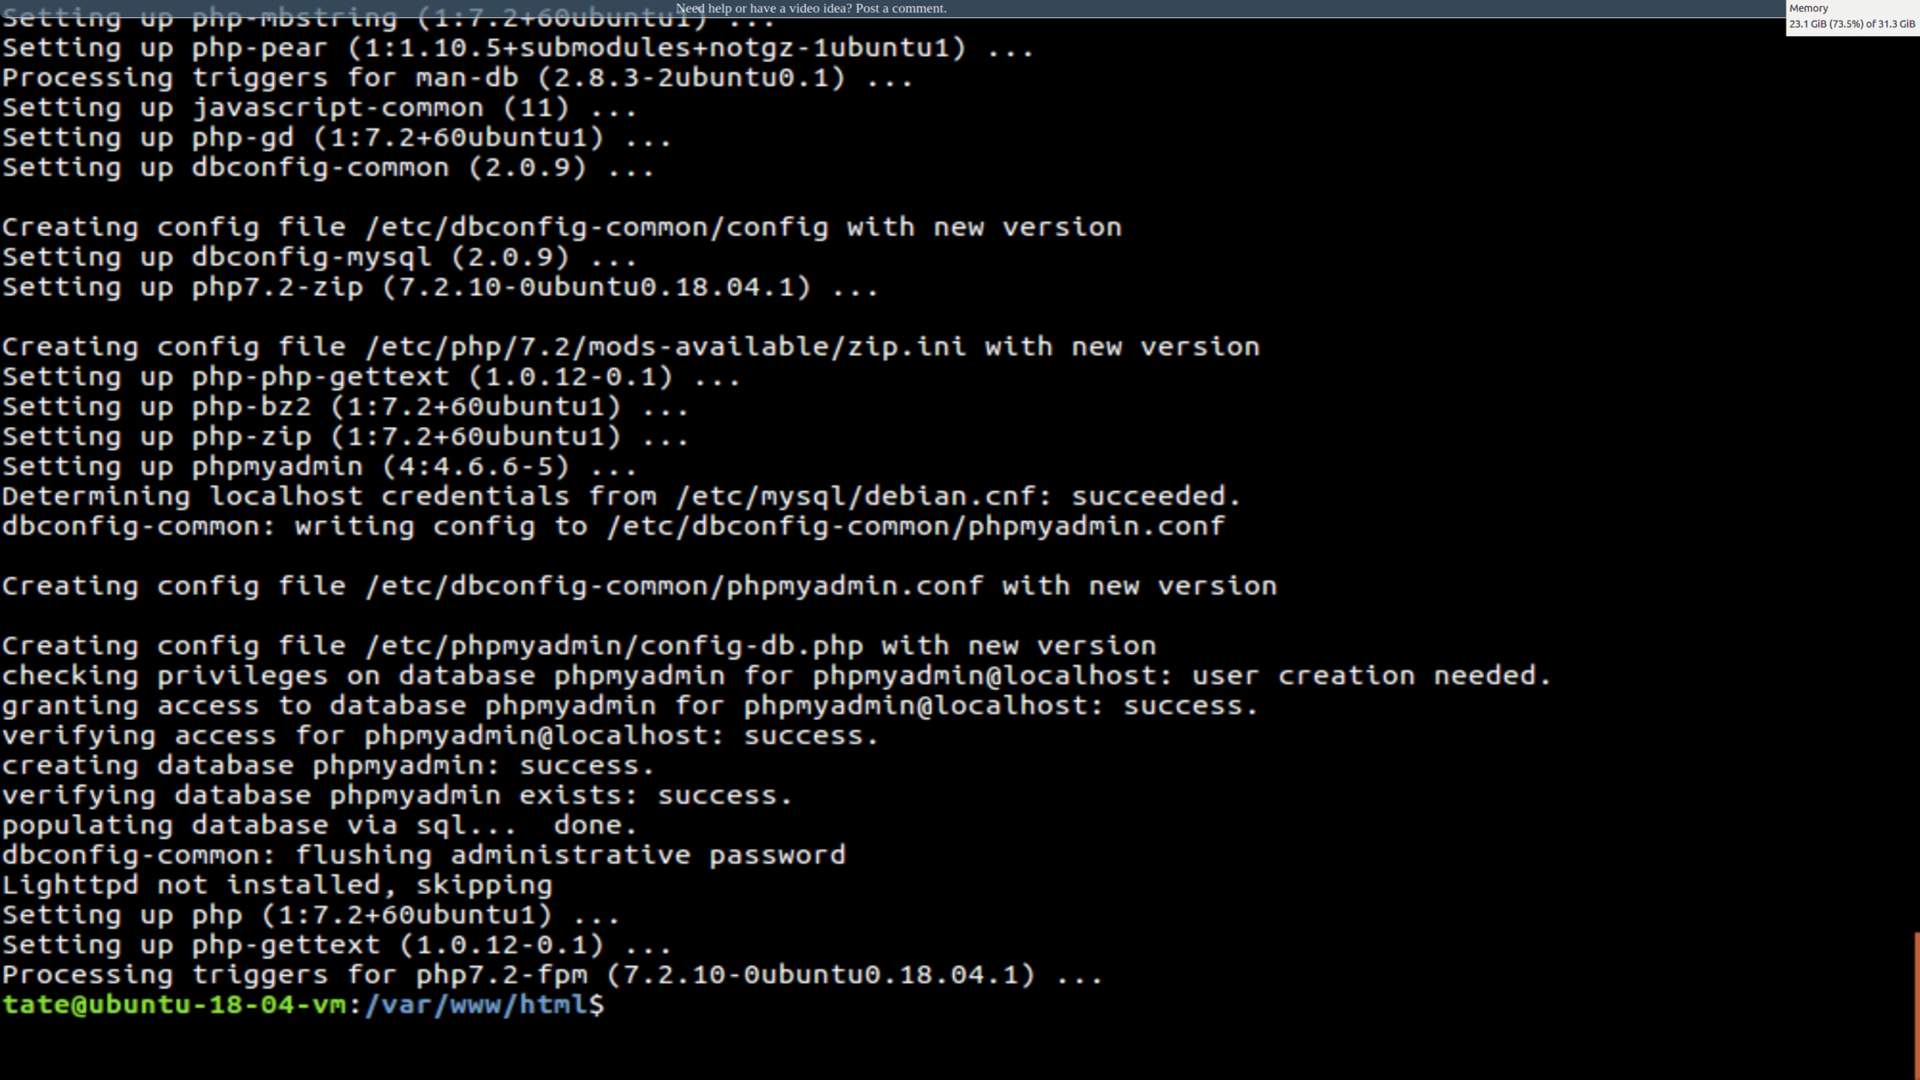 Need help or have a video idea? Post a comment.
Memory
23.1 GiB (73.5%) of 31.3 GiB
Setting up php-mbstring (1:7.2+60ubuntu1) ...
Setting up php-pear (1:1.10.5+submodules+notgz-1ubuntu1) ...
Processing triggers for man-db (2.8.3-2ubuntu0.1) ...
Setting up javascript-common (11) ...
Setting up php-gd (1:7.2+60ubuntu1) ...
Setting up dbconfig-common (2.0.9) ...
Creating config file /etc/dbconfig-common/config with new version
Setting up dbconfig-mysql (2.0.9) ...
Setting up php7.2-zip (7.2.10-0ubuntu0.18.04.1) ...
Creating config file /etc/php/7.2/mods-available/zip.ini with new version
Setting up php-php-gettext (1.0.12-0.1) ...
Setting up php-bz2 (1:7.2+60ubuntu1) ...
Setting up php-zip (1:7.2+60ubuntu1) ...
Setting up phpmyadmin (4:4.6.6-5) ...
Determining localhost credentials from /etc/mysql/debian.cnf: succeeded.
dbconfig-common: writing config to /etc/dbconfig-common/phpmyadmin.conf
Creating config file /etc/dbconfig-common/phpmyadmin.conf with new version
Creating config file /etc/phpmyadmin/config-db.php with new version
checking privileges on database phpmyadmin for phpmyadmin@localhost: user creation needed.
granting access to database phpmyadmin for phpmyadmin@localhost: success.
verifying access for phpmyadmin@localhost: success.
creating database phpmyadmin: success.
verifying database phpmyadmin exists: success.
populating database via sql...  done.
dbconfig-common: flushing administrative password
Lighttpd not installed, skipping
Setting up php (1:7.2+60ubuntu1) ...
Setting up php-gettext (1.0.12-0.1) ...
Processing triggers for php7.2-fpm (7.2.10-0ubuntu0.18.04.1) ...
tate@ubuntu-18-04-vm:/var/www/html$